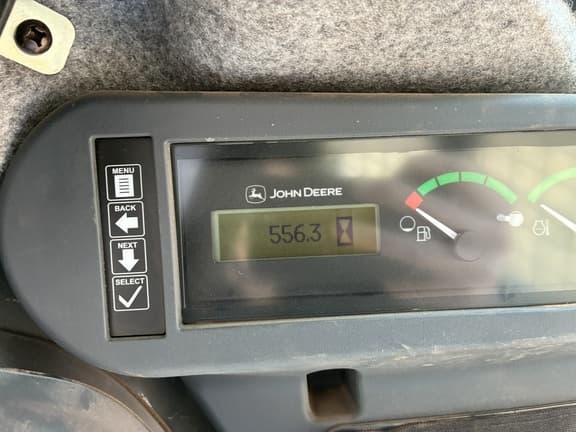 MENU
BACK
NEXT
SELECT
JOHN DEERE
556.3